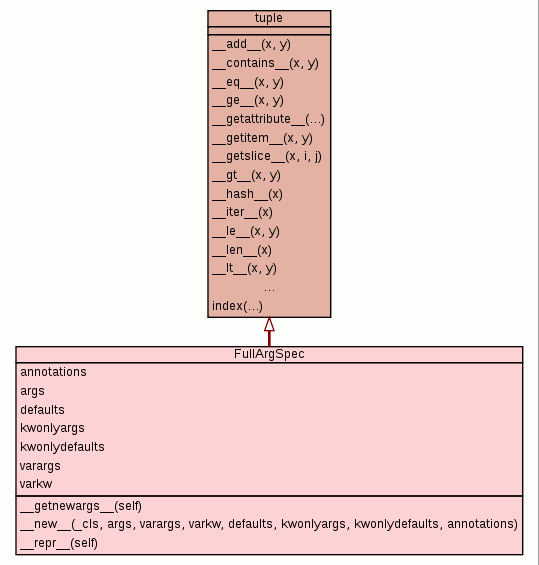 tuple
__add__(x, y)
__contains__(x, y)
__eq__(x, y)
__ge__(x, y)
__getattribute__(...)
__getitem__(x, y)
__getslice__(x, i, j)
__gt__(x, y)
__hash__(x)
__iter__(x)
__le__(x, y)
__len__(x)
__lt__(x, y)
...
index(...)
FullArgSpec
annotations
args
defaults
kwonlyargs
kwonlydefaults
varargs
varkw
__getnewargs__(self)
__new__(_cls, args, varargs, varkw, defaults, kwonlyargs, kwonlydefaults, annotations)
__repr__(self)